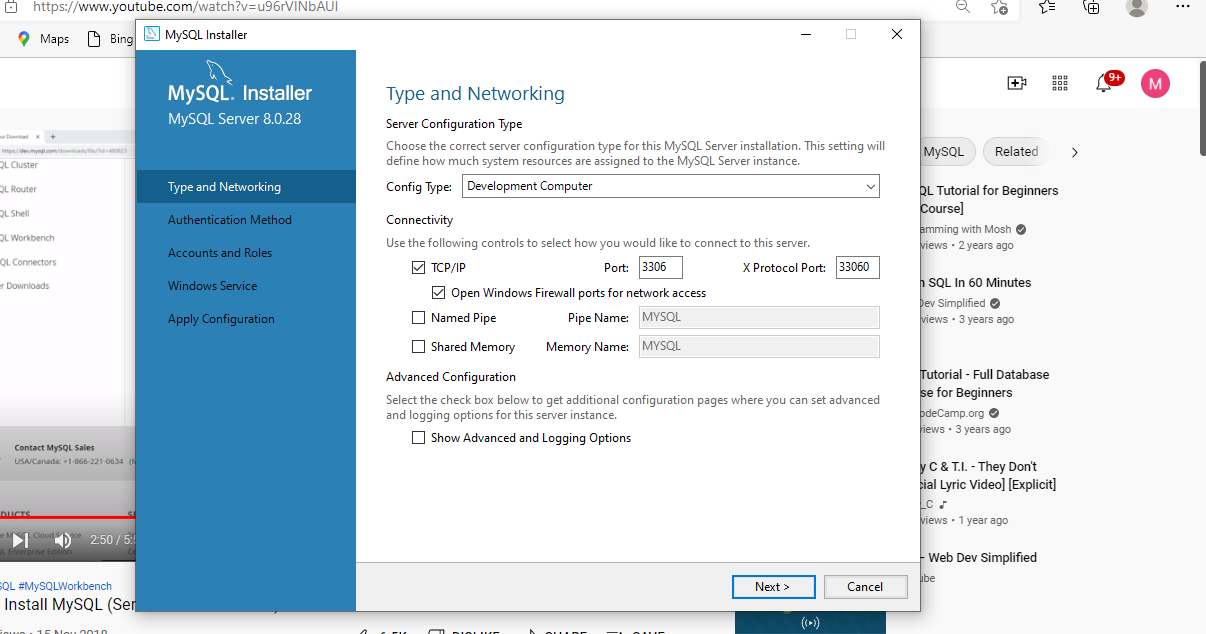 https://www.youtube.com/watch?v=u96rVINbAUI
Maps
Bing
MySQL Installer
MySQL. Installer
MySQL Server 8.0.28
Type and Networking
Authentication Method
Accounts and Roles
Windows Service
Apply Configuration
Type and Networking
Server Configuration Type
Choose the correct server configuration type for this MySQL Server installation. This setting will
define how much system resources are assigned to the MySQL Server instance.
Config Type: Development Computer
Connectivity
Use the following controls to select how you would like to connect to this server.
TCP/IP Port: 3306 X Protocol Port: 33060
Open Windows Firewall ports for network access
Named Pipe Pipe Name: MYSQL
Shared Memory Memory Name: MYSQL
Advanced Configuration
Select the check box below to get additional configuration pages where you can set advanced
and logging options for this server instance.
Show Advanced and Logging Options
Next > Cancel
QL Cluster
QL Router
QL Shell
QL Workbench
QL Connectors
er Downloads
Contact MySQL Sales
USA/Canada: +1-866-221-0634
2:50 / 5:
SQL #MySQLWorkbench
Install MySQL (Ser
15 Nov 2018
6.5K DISLIKE SHARE SAVE
9+
M
MySQL
Related
QL Tutorial for Beginners
Course]
amming with Mosh
views • 2 years ago
n SQL In 60 Minutes
Dev Simplified
views • 3 years ago
Tutorial - Full Database
se for Beginners
odeCamp.org
views • 3 years ago
y C & T.I. - They Don't
cial Lyric Video] [Explicit]
_C
views • 1 year ago
- Web Dev Simplified
ube